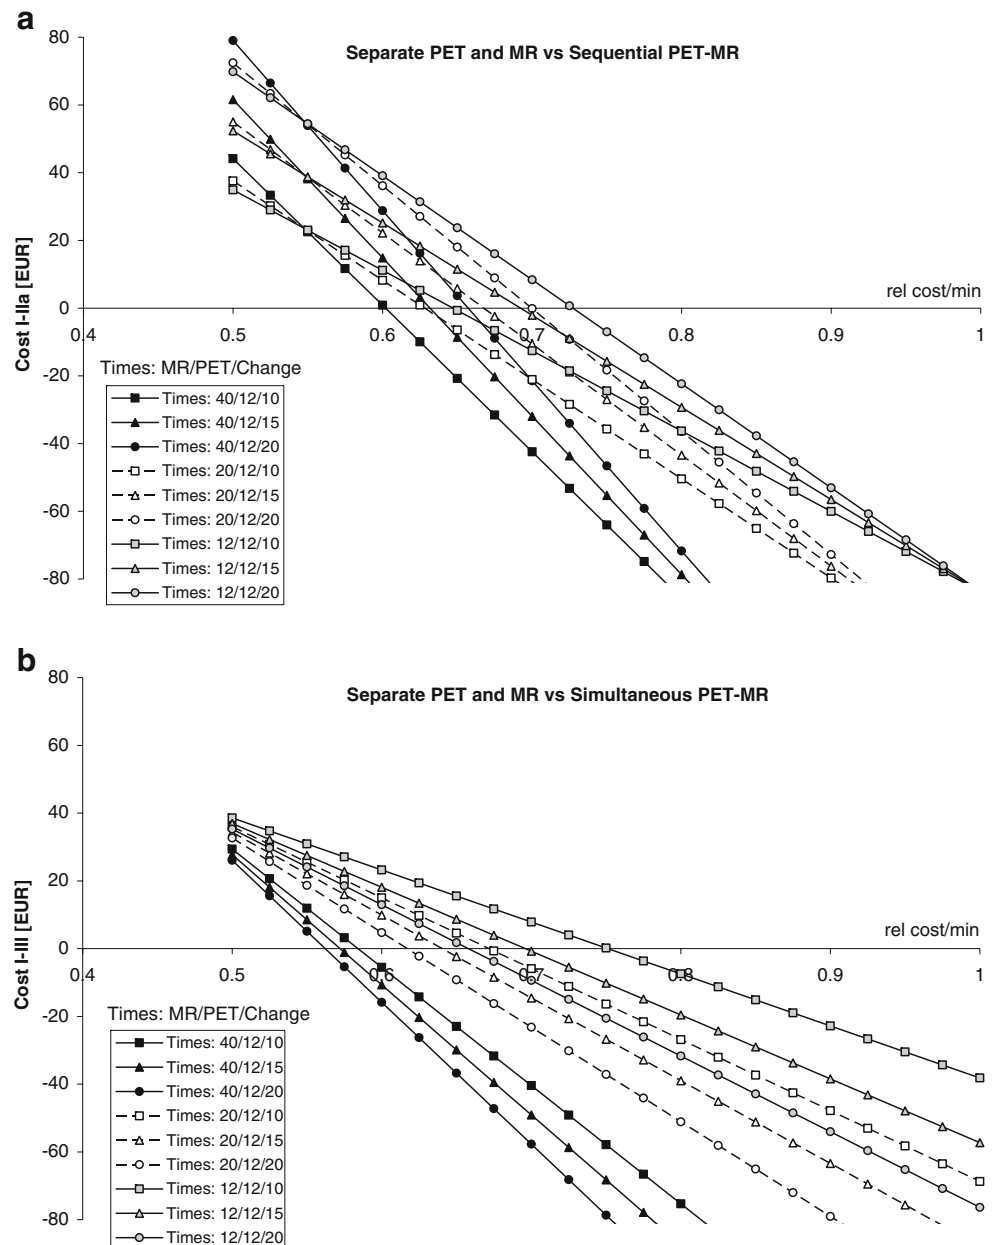 a
Separate PET and MR vs Sequential PET-MR
80
60
40
20
0
-20
-40
-60
-80
Cost I-IIa [EUR]
rel cost/min
0.4
0.5
0.6
0.7
0.8
0.9
1
Times: MR/PET/Change
Times: 40/12/10
Times: 40/12/15
Times: 40/12/20
Times: 20/12/10
Times: 20/12/15
Times: 20/12/20
Times: 12/12/10
Times: 12/12/15
Times: 12/12/20
b
Separate PET and MR vs Simultaneous PET-MR
80
60
40
20
0
-20
-40
-60
-80
Cost I-III [EUR]
rel cost/min
0.4
0.5
0.6
0.7
0.8
0.9
1
Times: MR/PET/Change
Times: 40/12/10
Times: 40/12/15
Times: 40/12/20
Times: 20/12/10
Times: 20/12/15
Times: 20/12/20
Times: 12/12/10
Times: 12/12/15
Times: 12/12/20